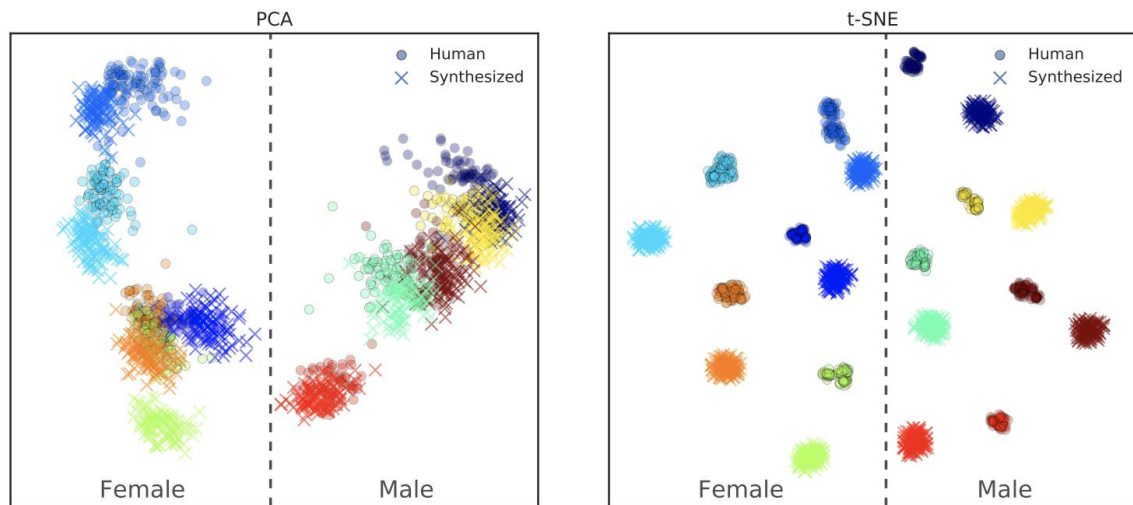 PCA
Human
Synthesized
Female
Male
t-SNE
Human
Synthesized
Female
Male